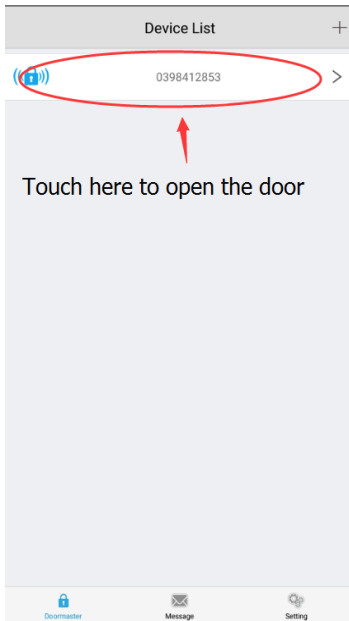 Device List +
0398412853 >
Touch here to open the door
Doormaster Message Setting